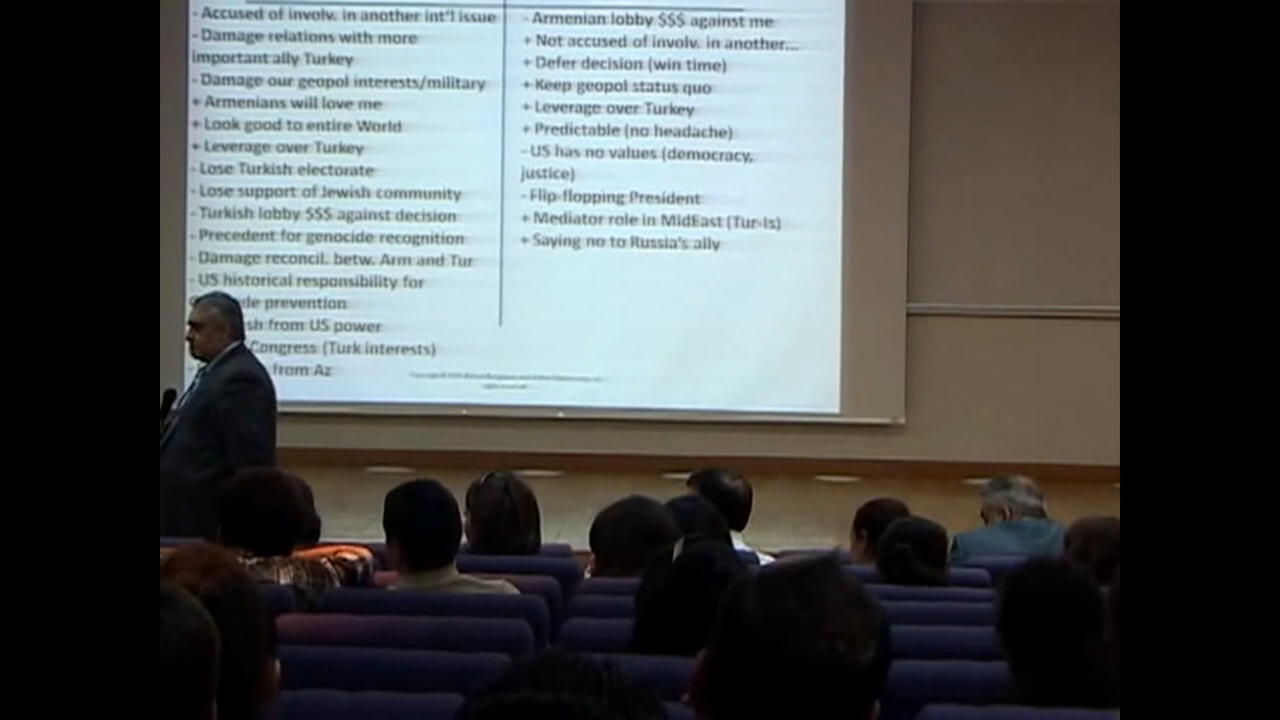 - Accused of involv. in another int'l issue
- Damage relations with more
important ally Turkey
- Damage our geopol interests/military
+ Armenians will love me
+ Look good to entire World
+ Leverage over Turkey
- Lose Turkish electorate
- Lose support of Jewish community
- Turkish lobby $$$ against decision
- Precedent for genocide recognition
- Damage reconcil. betw. Arm and Tur
- US historical responsibility for
de prevention
sh from US power
Congress (Turk interests)
from Az
- Armenian lobby $$$ against me
+ Not accused of involv. in another...
+ Defer decision (win time)
+ Keep geopol status quo
+ Leverage over Turkey
+ Predictable (no headache)
- US has no values (democracy,
justice)
- Flip-flopping President
+ Mediator role in MidEast (Tur-Is)
+ Saying no to Russia's ally